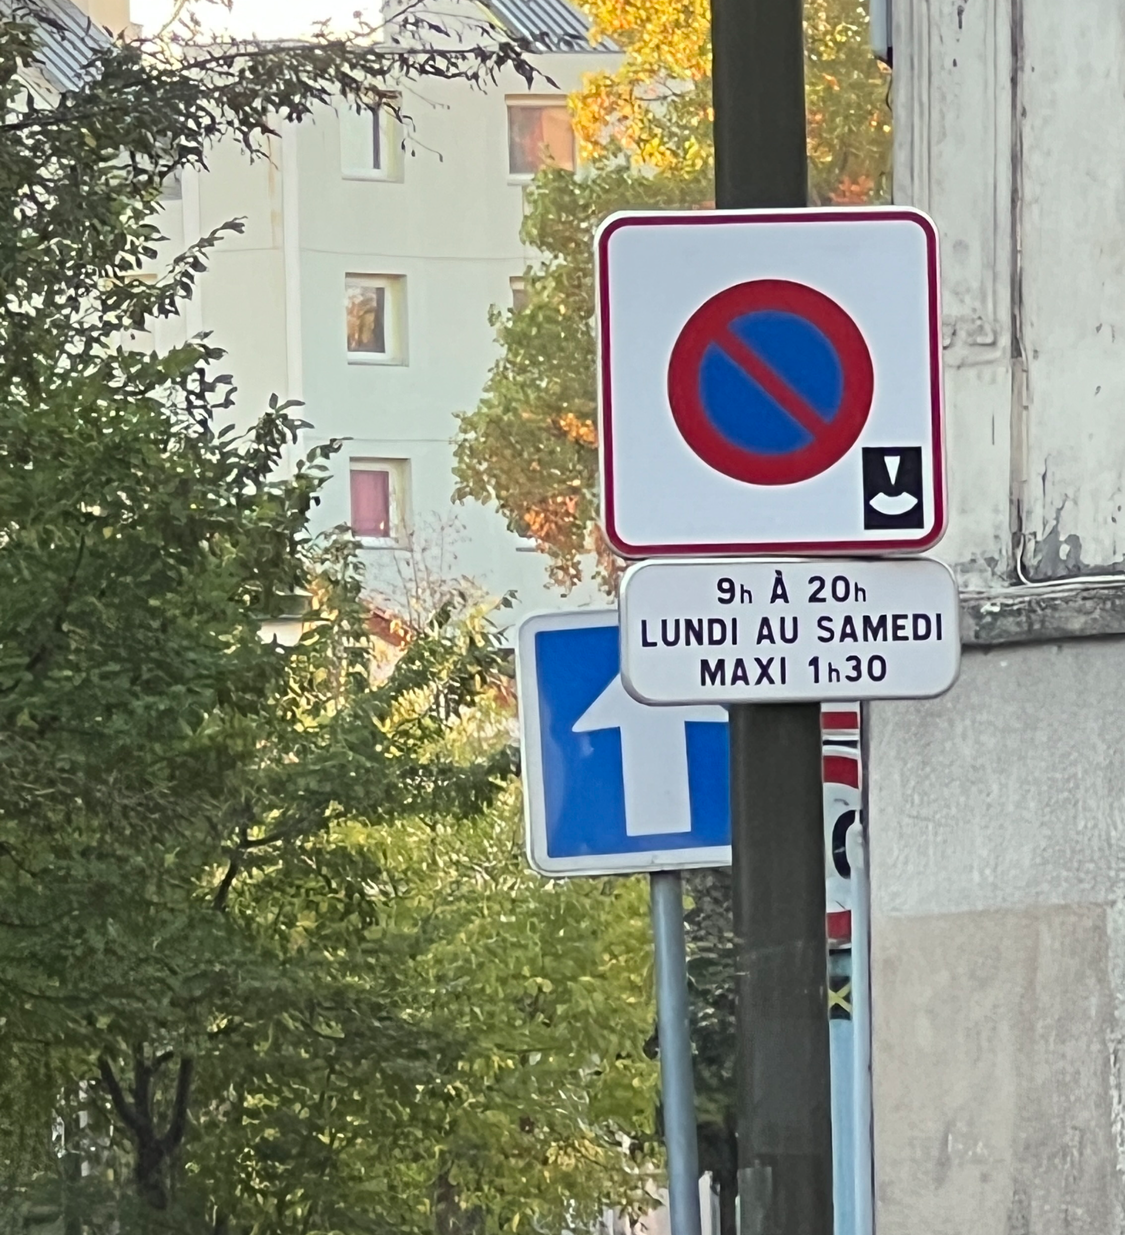 9h À 20h
LUNDI AU SAMEDI
MAXI 1h30